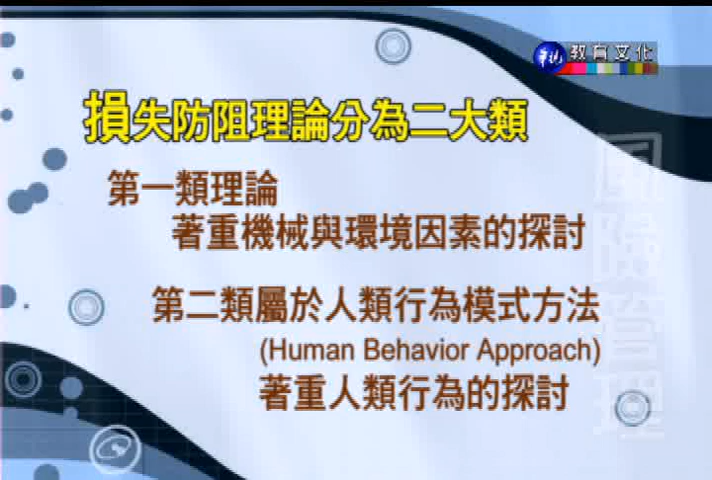 華視 教育文化
損失防阻理論分為二大類
第一類理論
著重機械與環境因素的探討
第二類屬於人類行為模式方法
(Human Behavior Approach)
著重人類行為的探討
風險管理